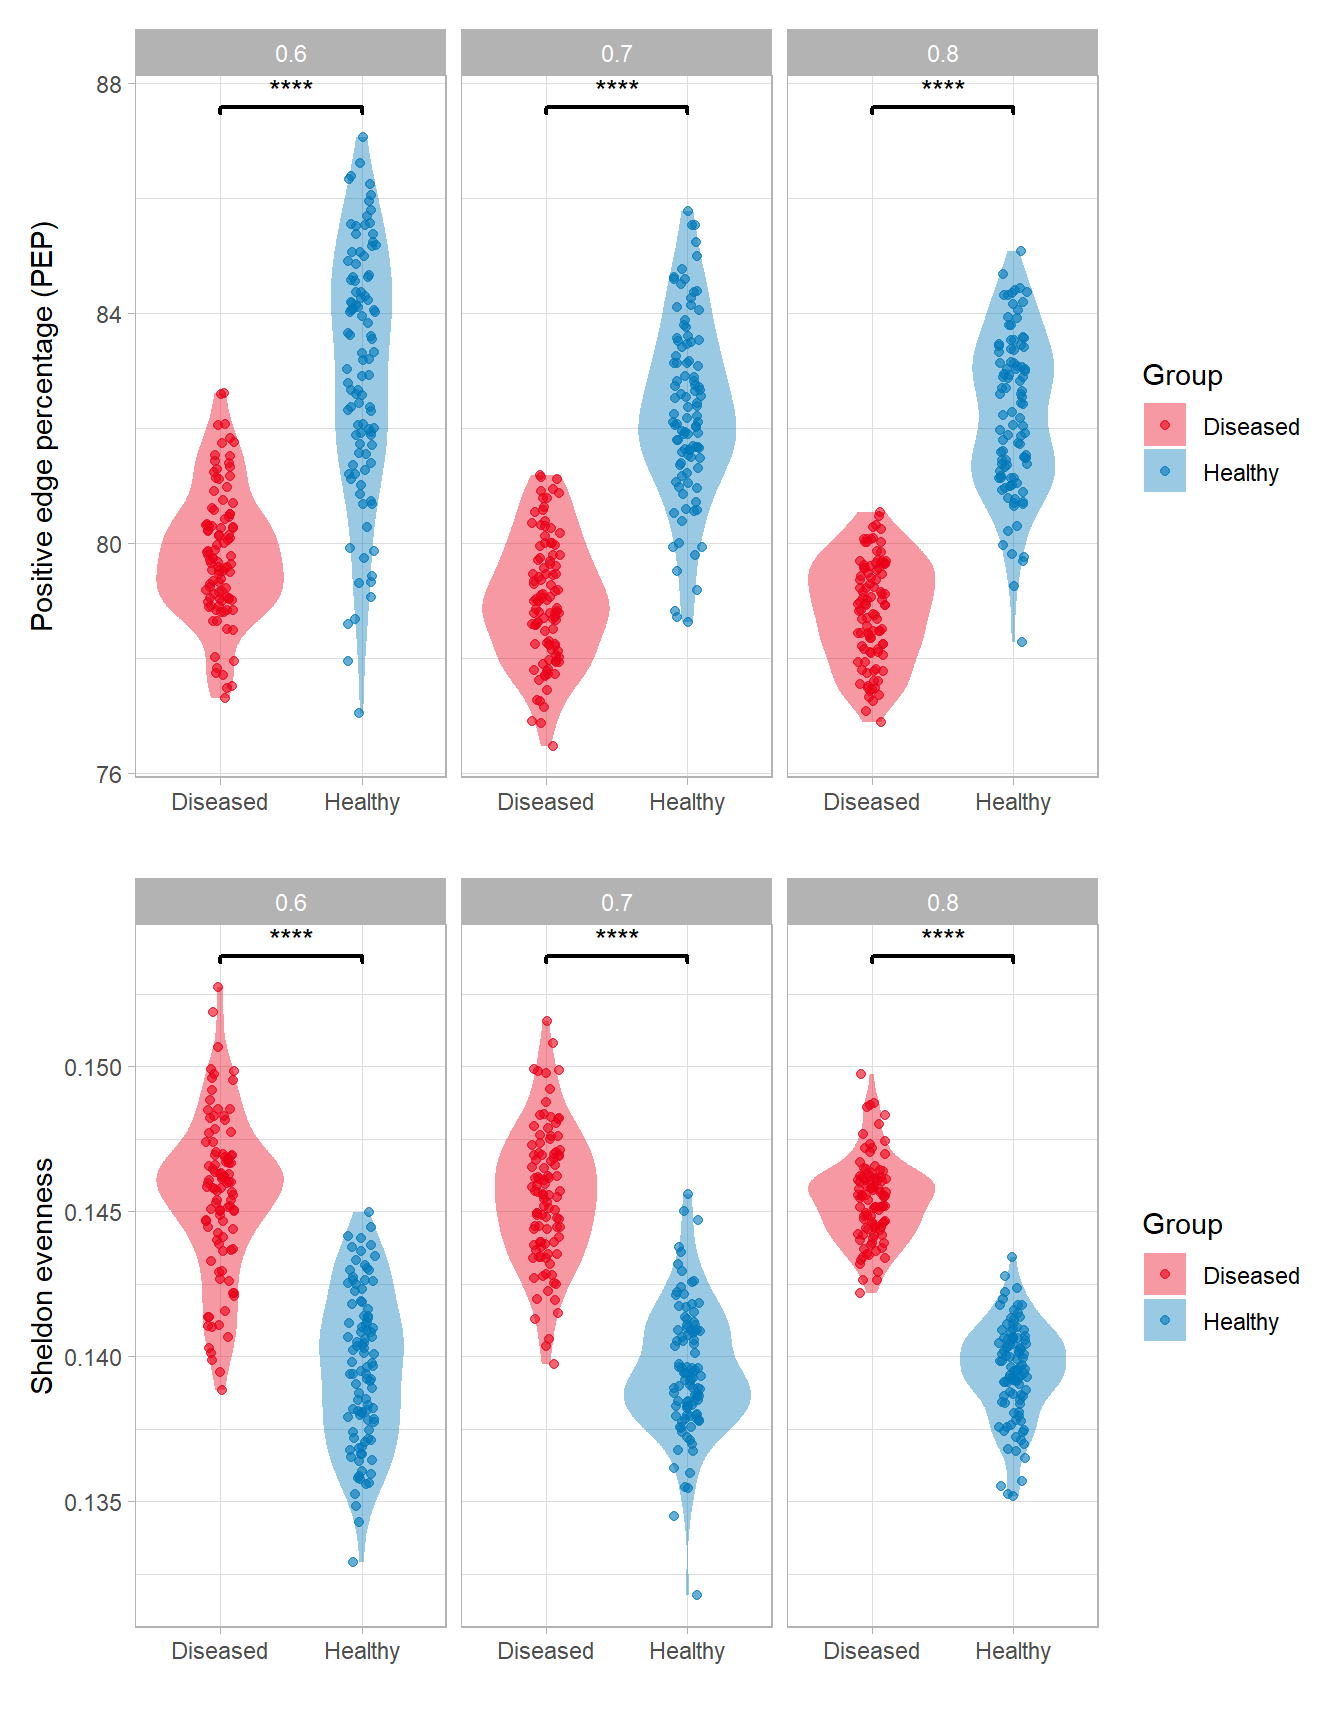 0.6 0.7 0.8
**** **** ****
88
84
80
76
Positive edge percentage (PEP)
Diseased Healthy Diseased Healthy Diseased Healthy
Group
Diseased
Healthy
0.6 0.7 0.8
**** **** ****
0.150
0.145
0.140
0.135
Sheldon evenness
Diseased Healthy Diseased Healthy Diseased Healthy
Group
Diseased
Healthy